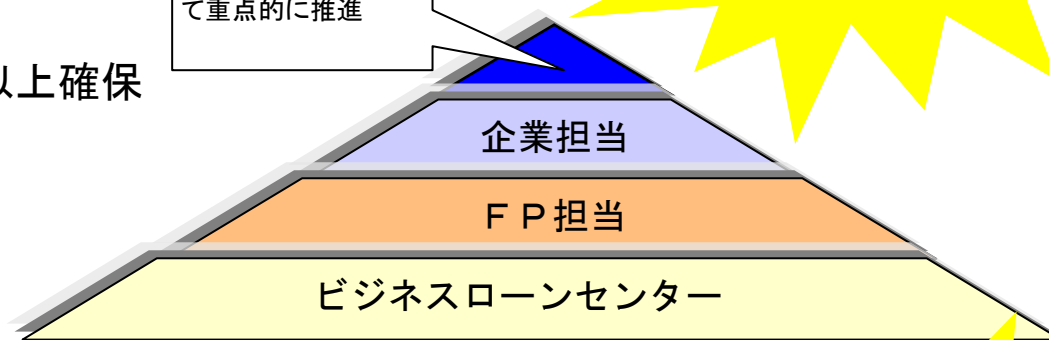 て重点的に推進
以上確保
企業担当
ＦＰ担当
ビジネスローンセンター